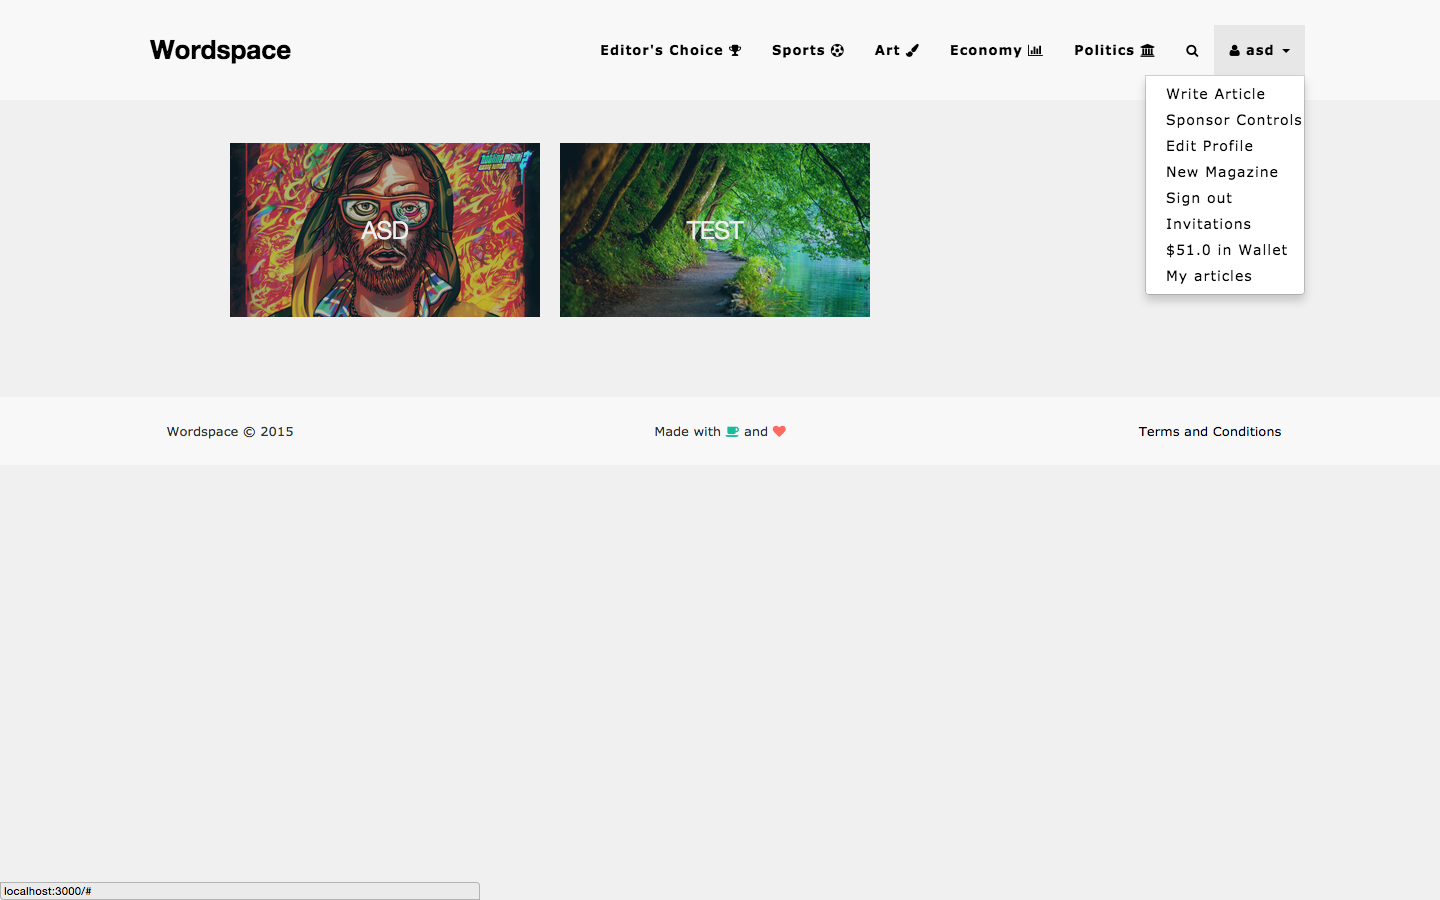 Wordspace
Editor's Choice Sports Art Economy Politics asd
Write Article
Sponsor Controls
Edit Profile
New Magazine
Sign out
Invitations
$51.0 in Wallet
My articles
ASD
TEST
Wordspace © 2015
Made with and
Terms and Conditions
localhost:3000/#